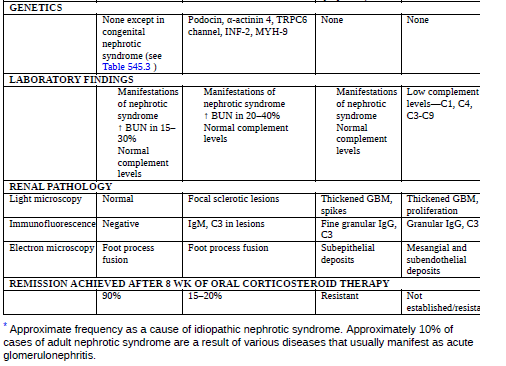 GENETICS
None except in congenital nephrotic syndrome (see Table 545.3 )
Podocin, α-actinin 4, TRPC6 channel, INF-2, MYH-9
None
None
LABORATORY FINDINGS
Manifestations of nephrotic syndrome
↑ BUN in 15–30%
Normal complement levels
Manifestations of nephrotic syndrome
↑ BUN in 20–40%
Normal complement levels
Manifestations of nephrotic syndrome
Normal complement levels
Low complement levels—C1, C4, C3-C9
RENAL PATHOLOGY
Light microscopy
Normal
Focal sclerotic lesions
Thickened GBM, spikes
Thickened GBM, proliferation
Immunofluorescence
Negative
IgM, C3 in lesions
Fine granular IgG, C3
Granular IgG, C3
Electron microscopy
Foot process fusion
Foot process fusion
Subepithelial deposits
Mesangial and subendothelial deposits
REMISSION ACHIEVED AFTER 8 WK OF ORAL CORTICOSTEROID THERAPY
90%
15–20%
Resistant
Not established/resista
* Approximate frequency as a cause of idiopathic nephrotic syndrome. Approximately 10% of
cases of adult nephrotic syndrome are a result of various diseases that usually manifest as acute
glomerulonephritis.